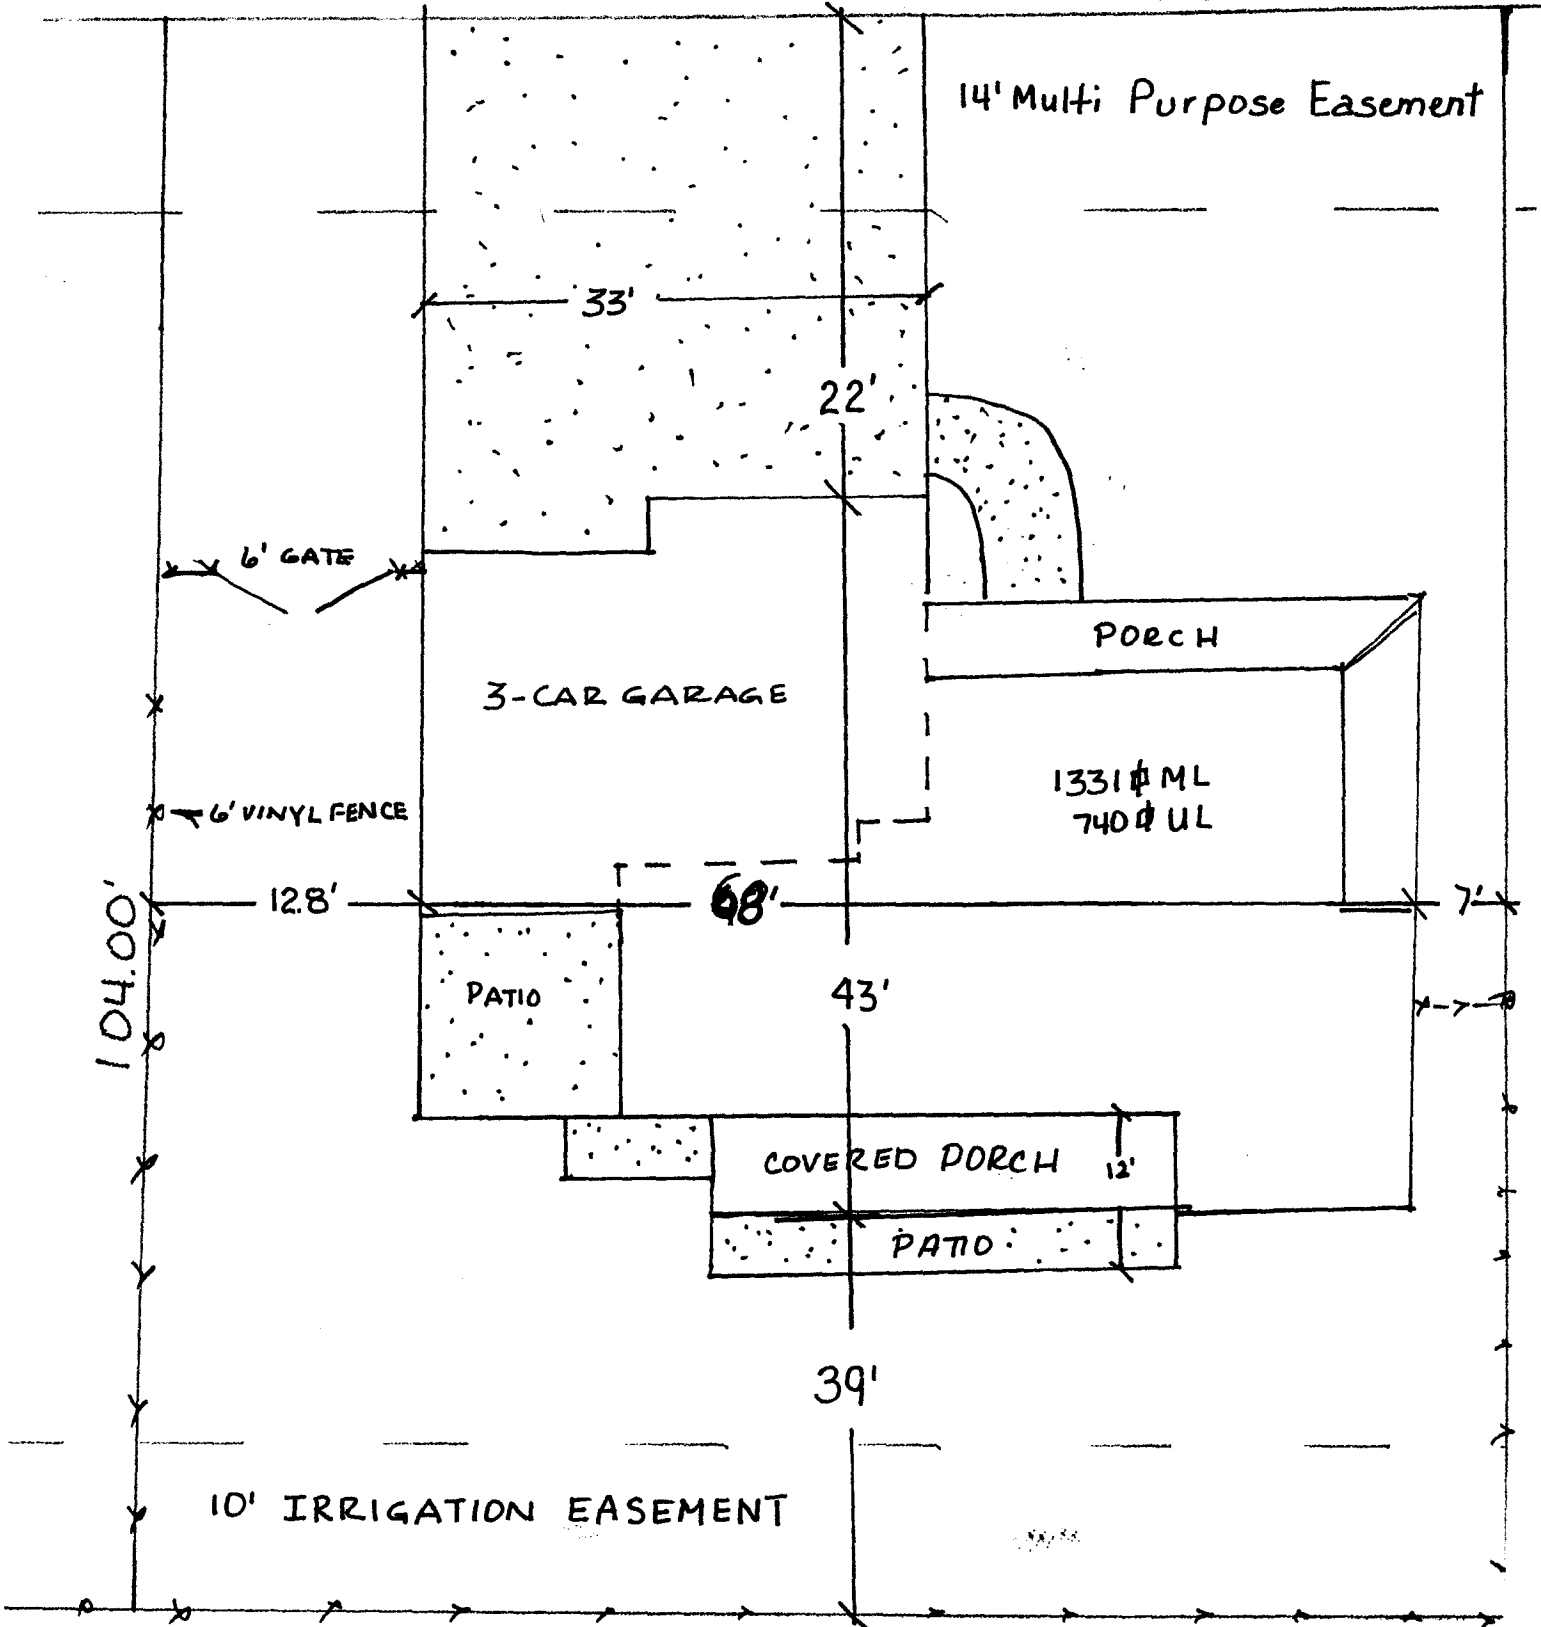 14' Multi Purpose Easement
33'
22'
6' GATE
PORCH
3-CAR GARAGE
1331⌷ ML
740⌷ UL
6' VINYL FENCE
12.8'
7'
104.00'
PATIO
43'
COVERED PORCH
12'
PATIO
39'
10' IRRIGATION EASEMENT